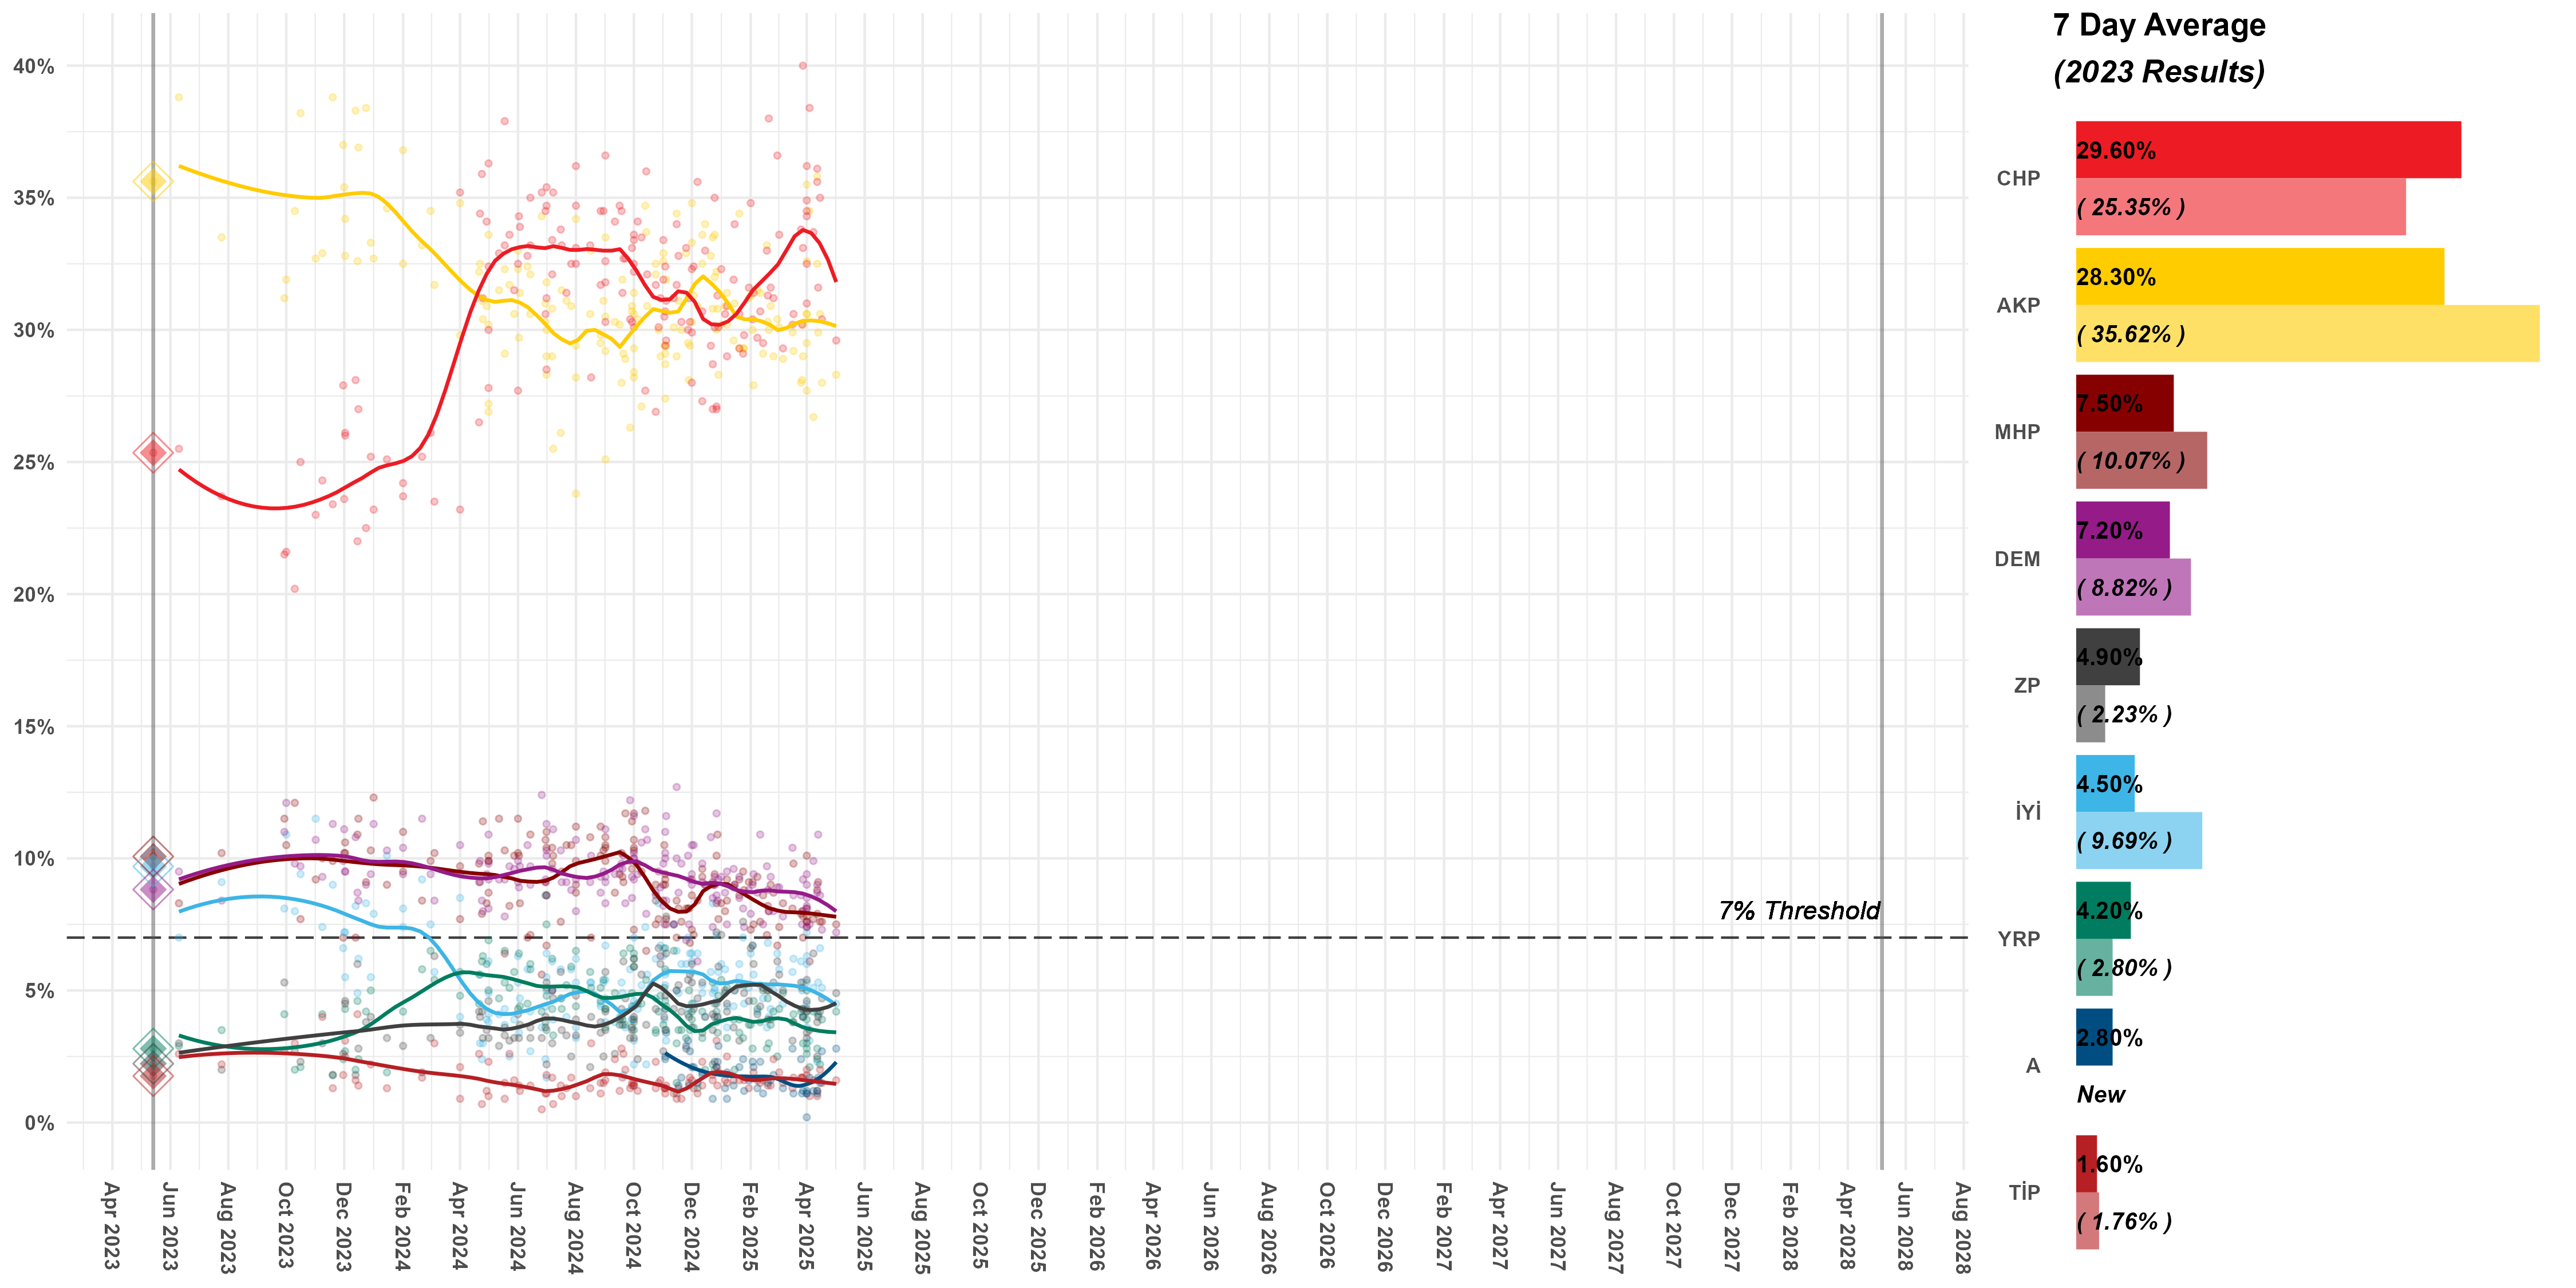 40%
35%
30%
25%
20%
15%
10%
5%
0%
7% Threshold
Apr 2023
Jun 2023
Aug 2023
Oct 2023
Dec 2023
Feb 2024
Apr 2024
Jun 2024
Aug 2024
Oct 2024
Dec 2024
Feb 2025
Apr 2025
Jun 2025
Aug 2025
Oct 2025
Dec 2025
Feb 2026
Apr 2026
Jun 2026
Aug 2026
Oct 2026
Dec 2026
Feb 2027
Apr 2027
Jun 2027
Aug 2027
Oct 2027
Dec 2027
Feb 2028
Apr 2028
Jun 2028
Aug 2028
7 Day Average
(2023 Results)
CHP
29.60%
( 25.35% )
AKP
28.30%
( 35.62% )
MHP
7.50%
( 10.07% )
DEM
7.20%
( 8.82% )
ZP
4.90%
( 2.23% )
İYİ
4.50%
( 9.69% )
YRP
4.20%
( 2.80% )
A
2.80%
New
TİP
1.60%
( 1.76% )